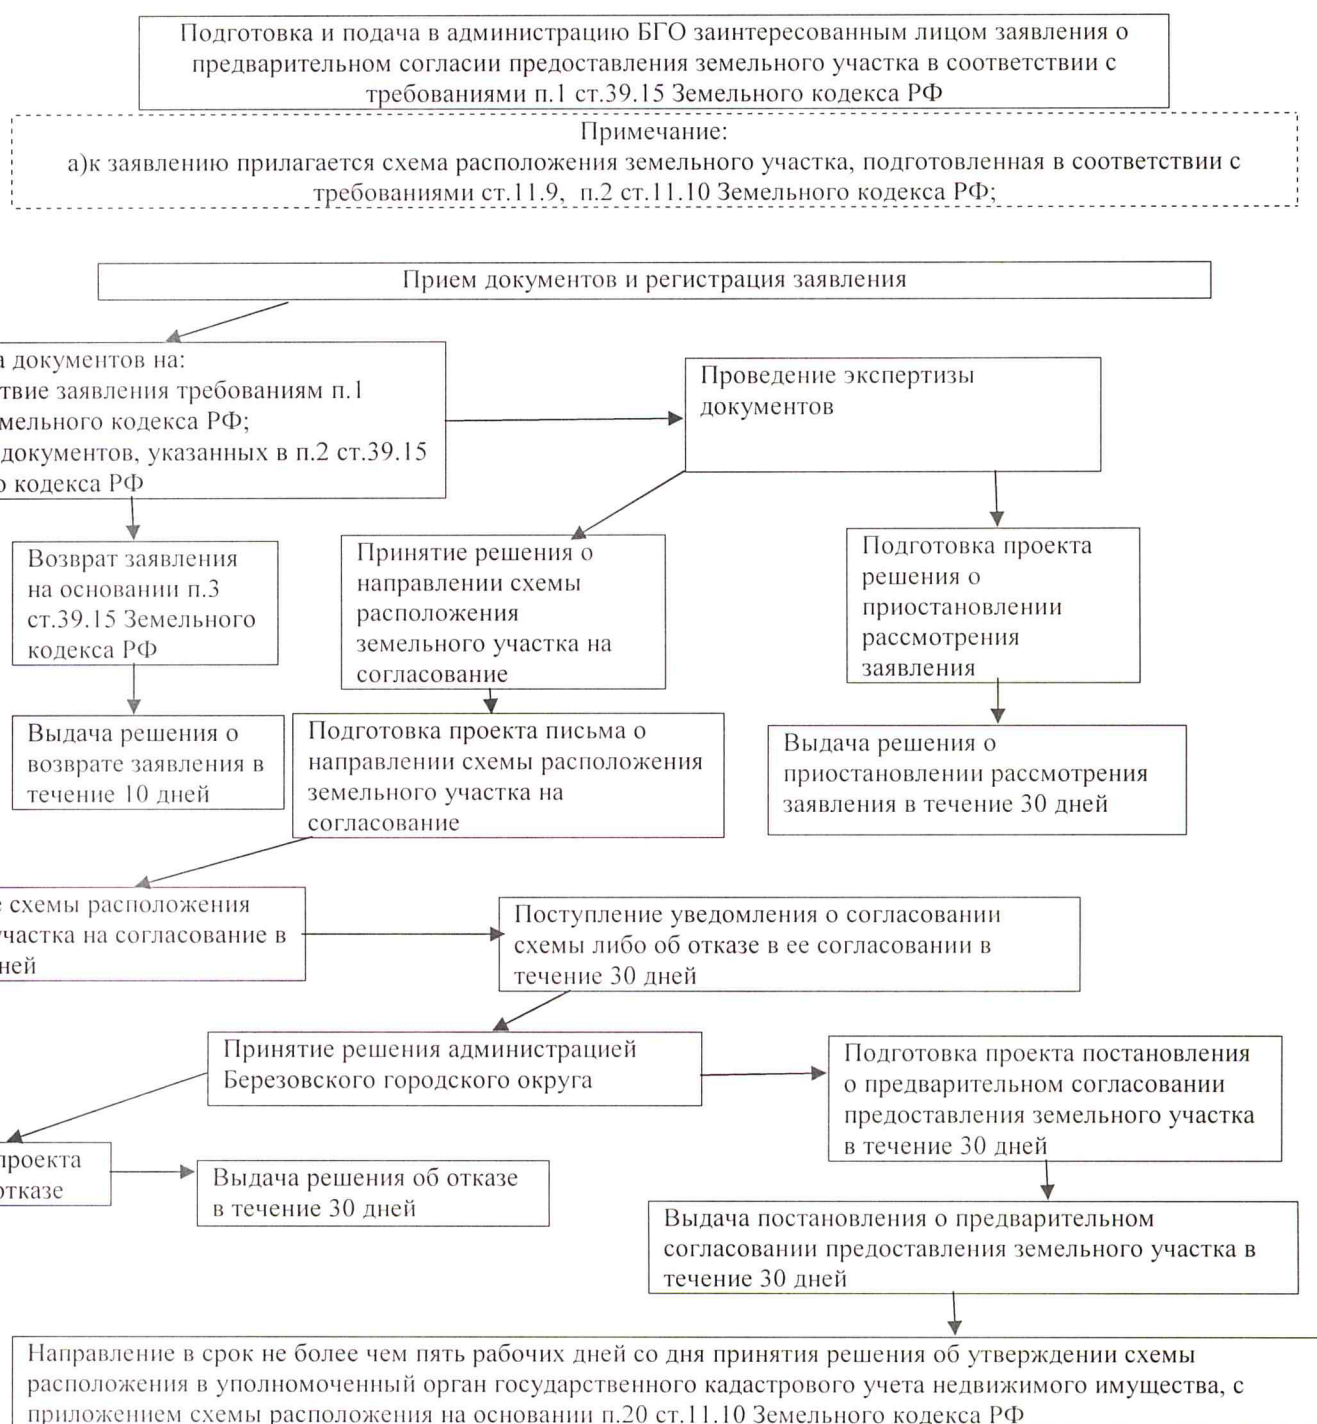 Подготовка и подача в администрацию БГО заинтересованным лицом заявления о
предварительном согласии предоставления земельного участка в соответствии с
требованиями п.1 ст.39.15 Земельного кодекса РФ
Примечание:
а)к заявлению прилагается схема расположения земельного участка, подготовленная в соответствии с
требованиями ст.11.9, п.2 ст.11.10 Земельного кодекса РФ;
Прием документов и регистрация заявления
а документов на:
твие заявления требованиям п.1
мельного кодекса РФ;
документов, указанных в п.2 ст.39.15
о кодекса РФ
Проведение экспертизы
документов
Возврат заявления
на основании п.3
ст.39.15 Земельного
кодекса РФ
Принятие решения о
направлении схемы
расположения
земельного участка на
согласование
Подготовка проекта
решения о
приостановлении
рассмотрения
заявления
Выдача решения о
возврате заявления в
течение 10 дней
Подготовка проекта письма о
направлении схемы расположения
земельного участка на
согласование
Выдача решения о
приостановлении рассмотрения
заявления в течение 30 дней
е схемы расположения
участка на согласование в
ней
Поступление уведомления о согласовании
схемы либо об отказе в ее согласовании в
течение 30 дней
Принятие решения администрацией
Березовского городского округа
Подготовка проекта постановления
о предварительном согласовании
предоставления земельного участка
в течение 30 дней
проекта
отказе
Выдача решения об отказе
в течение 30 дней
Выдача постановления о предварительном
согласовании предоставления земельного участка в
течение 30 дней
Направление в срок не более чем пять рабочих дней со дня принятия решения об утверждении схемы
расположения в уполномоченный орган государственного кадастрового учета недвижимого имущества, с
приложением схемы расположения на основании п.20 ст.11.10 Земельного кодекса РФ